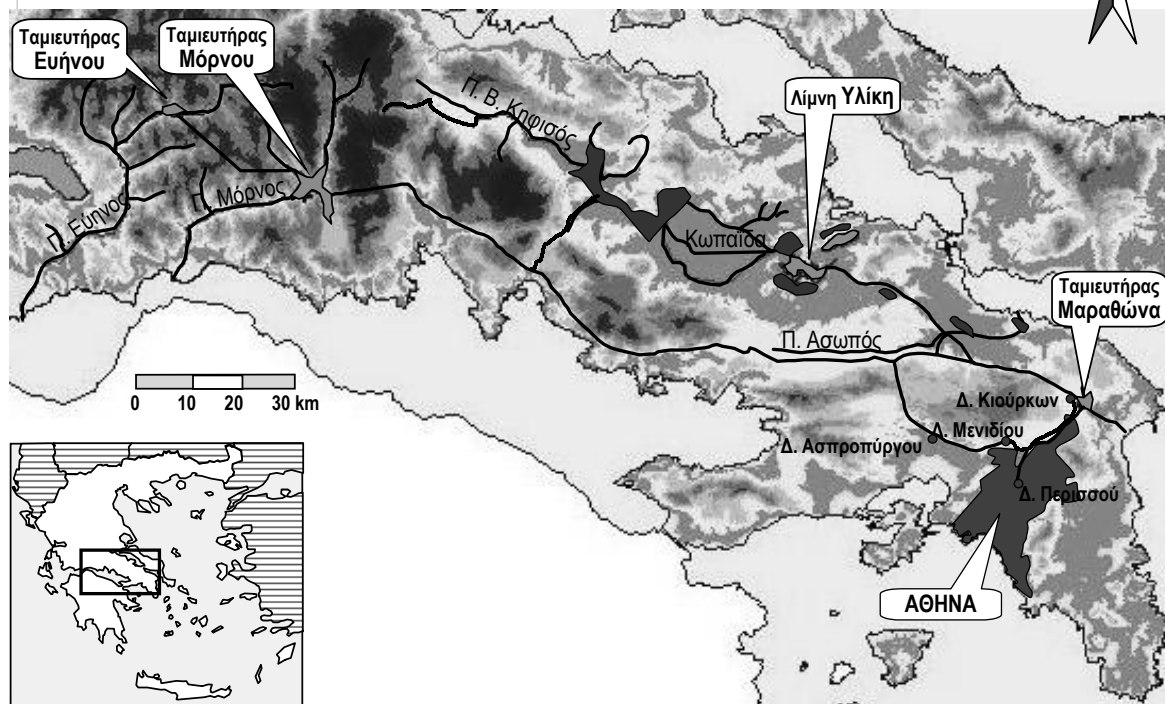 Ταμιευτήρας
Ευήνου
Ταμιευτήρας
Μόρνου
Π. Β. Κηφισός
Λίμνη Υλίκη
Π. Εύηνος
Π. Μόρνος
Κωπαΐδα
Ταμιευτήρας
Μαραθώνα
Π. Ασωπός
0 10 20 30 km
Δ. Κιούρκων
Δ. Μενιδίου
Δ. Ασπροπύργου
Δ. Περισσού
ΑΘΗΝΑ